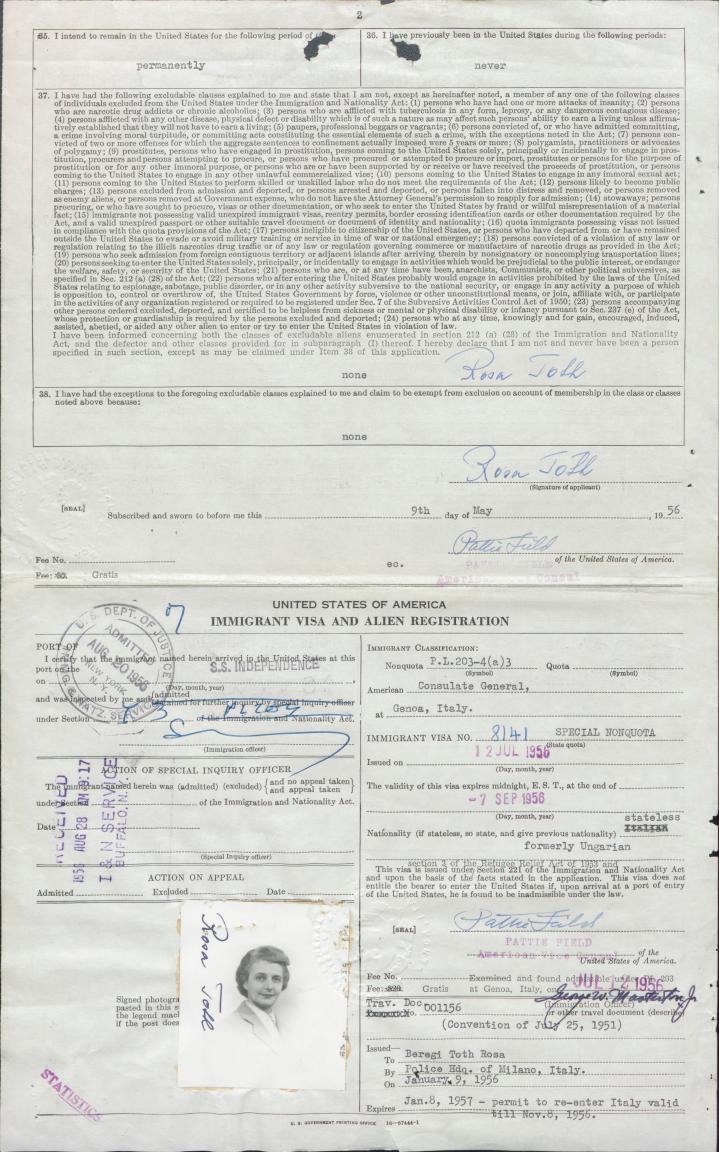 2
35. I intend to remain in the United States for the following period of
permanently
36. I have previously been in the United States during the following periods:
never
37. I have had the following excludable clauses explained to me and state that I am not, except as hereinafter noted, a member of any one of the following classes
of individuals excluded from the United States under the Immigration and Nationality Act: (1) persons who have had one or more attacks of insanity; (2) persons
who are narcotic drug addicts or chronic alcoholics; (3) persons who are afflicted with tuberculosis in any form, leprosy, or any dangerous contagious disease;
(4) persons afflicted with any other disease, physical defect or disability which is of such a nature as may affect such persons' ability to earn a living unless affirma-
tively established that they will not have to earn a living; (5) paupers, professional beggars or vagrants; (6) persons convicted of, or who have admitted committing,
a crime involving moral turpitude, or committing acts constituting the essential elements of such a crime, with the exceptions noted in the Act; (7) persons con-
victed of two or more offenses for which the aggregate sentences to confinement actually imposed were 5 years or more; (8) polygamists, practitioners or advocates
of polygamy; (9) prostitutes, persons who have engaged in prostitution, persons coming to the United States solely, principally or incidentally to engage in pros-
titution, procurers and persons attempting to procure, or persons who have procured or attempted to procure or import, prostitutes or persons for the purpose of
prostitution or for any other immoral purpose, or persons who are or have been supported by or receive or have received the proceeds of prostitution, or persons
coming to the United States to engage in any other unlawful commercialized vice; (10) persons coming to the United States to engage in any immoral sexual act;
(11) persons coming to the United States to perform skilled or unskilled labor who do not meet the requirements of the Act; (12) persons likely to become public
charges; (13) persons excluded from admission and deported, or persons arrested and deported, or persons fallen into distress and removed, or persons removed
as enemy aliens, or persons removed at Government expense, who do not have the Attorney General's permission to reapply for admission; (14) stowaways; persons
procuring, or who have sought to procure, visas or other documentation, or who seek to enter the United States by fraud or wilful misrepresentation of a material
fact; (15) immigrants not possessing valid unexpired immigrant visas, reentry permits, border crossing identification cards or other documentation required by the
Act, and a valid unexpired passport or other suitable travel document or document of identity and nationality; (16) quota immigrants possessing visas not issued
in compliance with the quota provisions of the Act; (17) persons ineligible to citizenship of the United States, or persons who have departed from or have remained
outside the United States to evade or avoid military training or service in time of war or national emergency; (18) persons convicted of a violation of any law or
regulation relating to the illicit narcotics drug traffic or of any law or regulation governing commerce or manufacture of narcotic drugs as provided in the Act;
(19) persons who seek admission from foreign contiguous territory or adjacent islands after arriving therein by nonsignatory or noncomplying transportation lines;
(20) persons seeking to enter the United States solely, principally, or incidentally to engage in activities which would be prejudicial to the public interest, or endanger
the welfare, safety, or security of the United States; (21) persons who are, or at any time have been, anarchists, Communists, or other political subversives, as
specified in Sec. 212 (a) (28) of the Act; (22) persons who after entering the United States probably would engage in activities prohibited by the laws of the United
States relating to espionage, sabotage, public disorder, or in any other activity subversive to the national security, or engage in any activity a purpose of which
is opposition to, control or overthrow of, the United States Government by force, violence or other unconstitutional means, or join, affiliate with, or participate
in the activities of any organization registered or required to be registered under Sec. 7 of the Subversive Activities Control Act of 1950; (23) persons accompanying
other persons ordered excluded, deported, and certified to be helpless from sickness or mental or physical disability or infancy pursuant to Sec. 237 (e) of the Act,
whose protection or guardianship is required by the persons excluded and deported; (24) persons who at any time, knowingly and for gain, encouraged, induced,
assisted, abetted, or aided any other alien to enter or try to enter the United States in violation of law.
I have been informed concerning both the classes of excludable aliens enumerated in section 212 (a) (28) of the Immigration and Nationality
Act, and the defector and other classes provided for in subparagraph (I) thereof. I hereby declare that I am not and never have been a person
specified in such section, except as may be claimed under Item 38 of this application.
none
Rosa Toth
38. I have had the exceptions to the foregoing excludable classes explained to me and claim to be exempt from exclusion on account of membership in the class or classes
noted above because:
none
Rosa Toth
(Signature of applicant)
[SEAL]
Subscribed and sworn to before me this 9th day of May, 1956
Pattie Field
of the United States of America.
PATTIE FIELD
Fee No.
ec.
Fee: Gratis
UNITED STATES OF AMERICA
IMMIGRANT VISA AND ALIEN REGISTRATION
U. S. DEPT. OF JUSTICE
ADMITTED
AUG 20 1956
NEW YORK
N. Y.
PORT OF
I certify that the immigrant named herein arrived in the United States at this
port on the S.S. INDEPENDENCE
on
(Day, month, year)
and was inspected by me and (admitted
detained for further inquiry by special inquiry officer
under Section of the Immigration and Nationality Act.
(Immigration officer)
ACTION OF SPECIAL INQUIRY OFFICER
The immigrant named herein was (admitted) (excluded) {and no appeal taken
and appeal taken}
under Section of the Immigration and Nationality Act.
Date
(Special Inquiry officer)
RECEIVED
1956 AUG 28 PM 9:17
I & N SERVICE
BUFFALO, N.Y.
ACTION ON APPEAL
Admitted Excluded Date
Signed photogra
pasted in this s
the legend mach
if the post does
Rosa Toth
STATISTICS
IMMIGRANT CLASSIFICATION:
Nonquota P.L.203-4(a)3 Quota
(Symbol) (Symbol)
American Consulate General,
at Genoa, Italy.
IMMIGRANT VISA NO. 8141 SPECIAL NONQUOTA
(State quota)
Issued on 12 JUL 1956
(Day, month, year)
The validity of this visa expires midnight, E. S. T., at the end of
-7 SEP 1956
(Day, month, year)
stateless
Nationality (if stateless, so state, and give previous nationality) Italian
formerly Ungarian
section 3 of the Refugee Relief Act of 1953 and
This visa is issued under Section 221 of the Immigration and Nationality Act
and upon the basis of the facts stated in the application. This visa does not
entitle the bearer to enter the United States if, upon arrival at a port of entry
of the United States, he is found to be inadmissible under the law.
Pattie Field
[SEAL]
PATTIE FIELD
American Vice Consul
of the
United States of America.
Fee No. Examined and found admissible under PL 203
Fee: Gratis at Genoa, Italy, on JUL 12 1956
George W. Masterton Jr.
(Immigration Officer)
Trav. Doc
Passport No. 001156 or other travel document (describe)
(Convention of July 25, 1951)
Issued—
To Beregi Toth Rosa
By Police Hdq. of Milano, Italy.
On January 9, 1956
Expires Jan.8, 1957 - permit to re-enter Italy valid
till Nov.8, 1956.
U. S. GOVERNMENT PRINTING OFFICE 16—67444-1